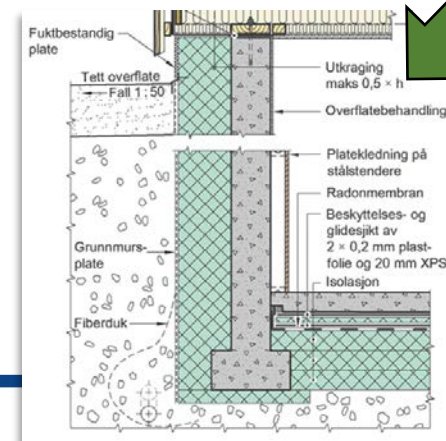 Fuktbestandig
plate
Tett overflate
Fall 1 : 50
Grunnmurs-
plate
Fiberduk
Utkraging
maks 0,5 × h
Overflatebehandling
Platekledning på
stålstendere
Radonmembran
Beskyttelses- og
glidesjikt av
2 × 0,2 mm plast-
folie og 20 mm XPS
Isolasjon